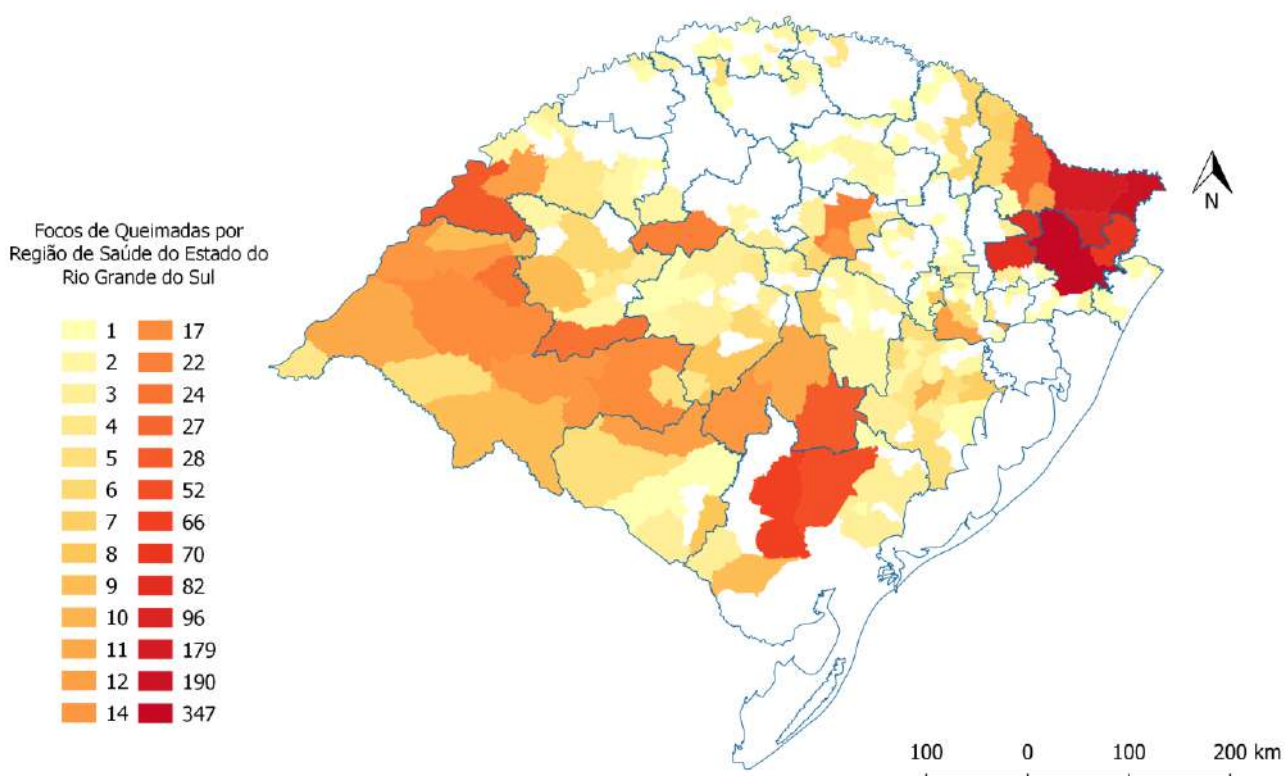 N
Focos de Queimadas por
Região de Saúde do Estado do
Rio Grande do Sul
1 17
2 22
3 24
4 27
5 28
6 52
7 66
8 70
9 82
10 96
11 179
12 190
14 347
100 0 100 200 km